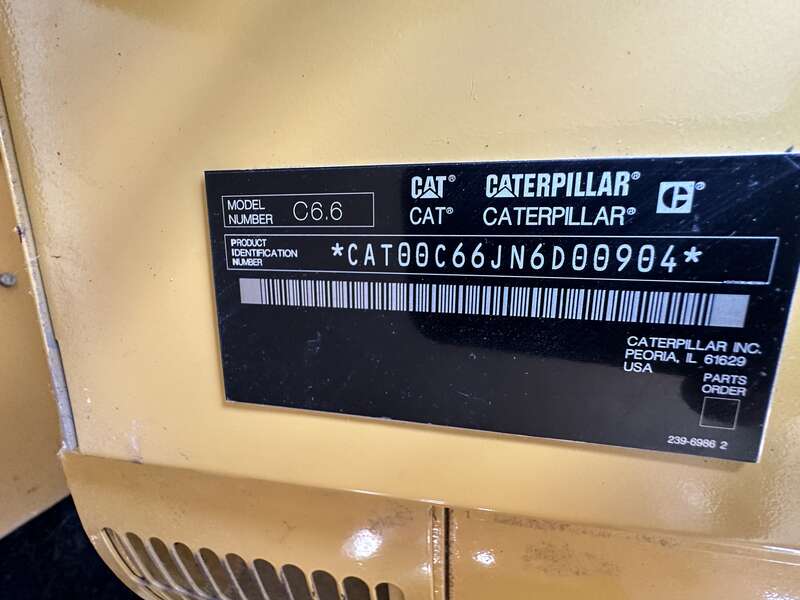 CAT® CATERPILLAR® CE®
CAT® CATERPILLAR®
MODEL NUMBER C6.6
PRODUCT IDENTIFICATION NUMBER *CAT00C66JN6D00904*
CATERPILLAR INC.
PEORIA, IL 61629
USA
PARTS
ORDER
239-6986 2